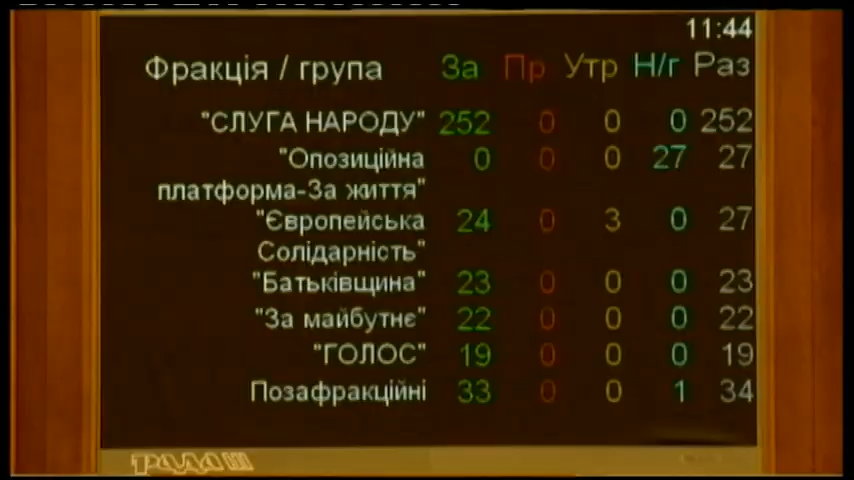 11:44
Фракція / група За Пр Утр Н/г Раз
"СЛУГА НАРОДУ" 252 0 0 0 252
"Опозиційна 0 0 0 27 27
платформа-За життя"
"Європейська 24 0 3 0 27
Солідарність"
"Батьківщина" 23 0 0 0 23
"За майбутнє" 22 0 0 0 22
"ГОЛОС" 19 0 0 0 19
Позафракційні 33 0 0 1 34
РАДА